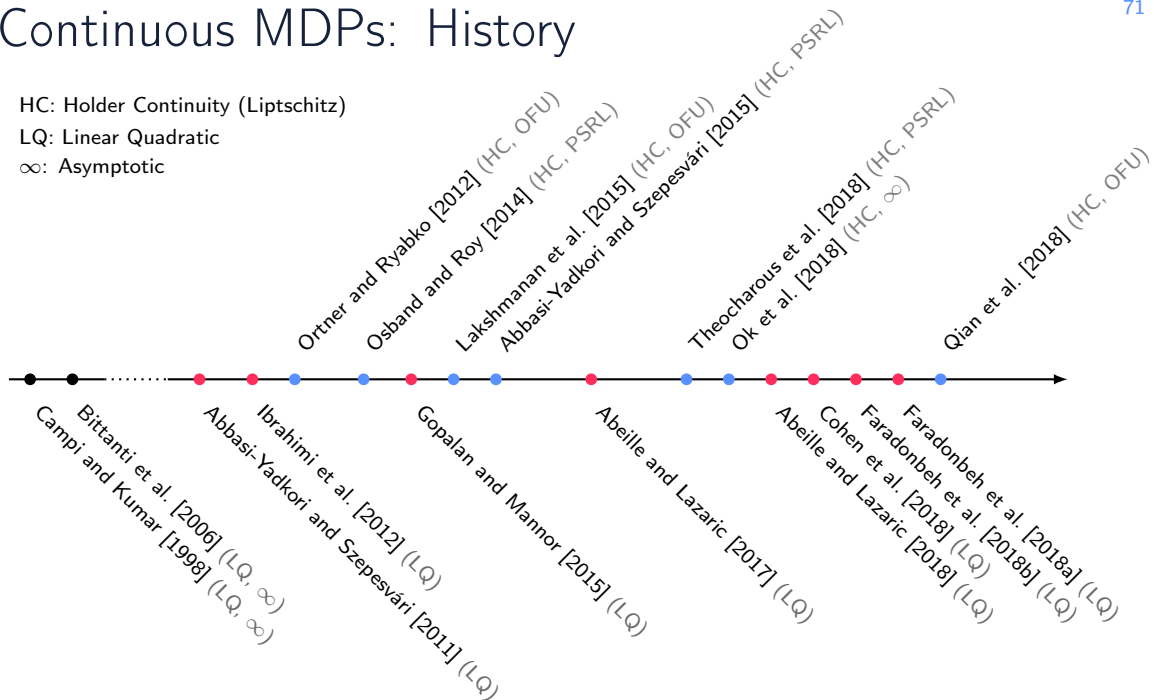 Continuous MDPs: History
71
HC: Holder Continuity (Liptschitz)
LQ: Linear Quadratic
∞: Asymptotic
Ortner and Ryabko [2012] (HC, OFU)
Osband and Roy [2014] (HC, PSRL)
Lakshmanan et al. [2015] (HC, OFU)
Abbasi-Yadkori and Szepesvári [2015] (HC, PSRL)
Theocharous et al. [2018] (HC, PSRL)
Ok et al. [2018] (HC, ∞)
Qian et al. [2018] (HC, OFU)
Campi and Kumar [1998] (LQ, ∞)
Bittanti et al. [2006] (LQ, ∞)
Abbasi-Yadkori and Szepesvári [2011] (LQ)
Ibrahimi et al. [2012] (LQ)
Gopalan and Mannor [2015] (LQ)
Abeille and Lazaric [2017] (LQ)
Abeille and Lazaric [2018] (LQ)
Cohen et al. [2018] (LQ)
Faradonbeh et al. [2018b] (LQ)
Faradonbeh et al. [2018a] (LQ)